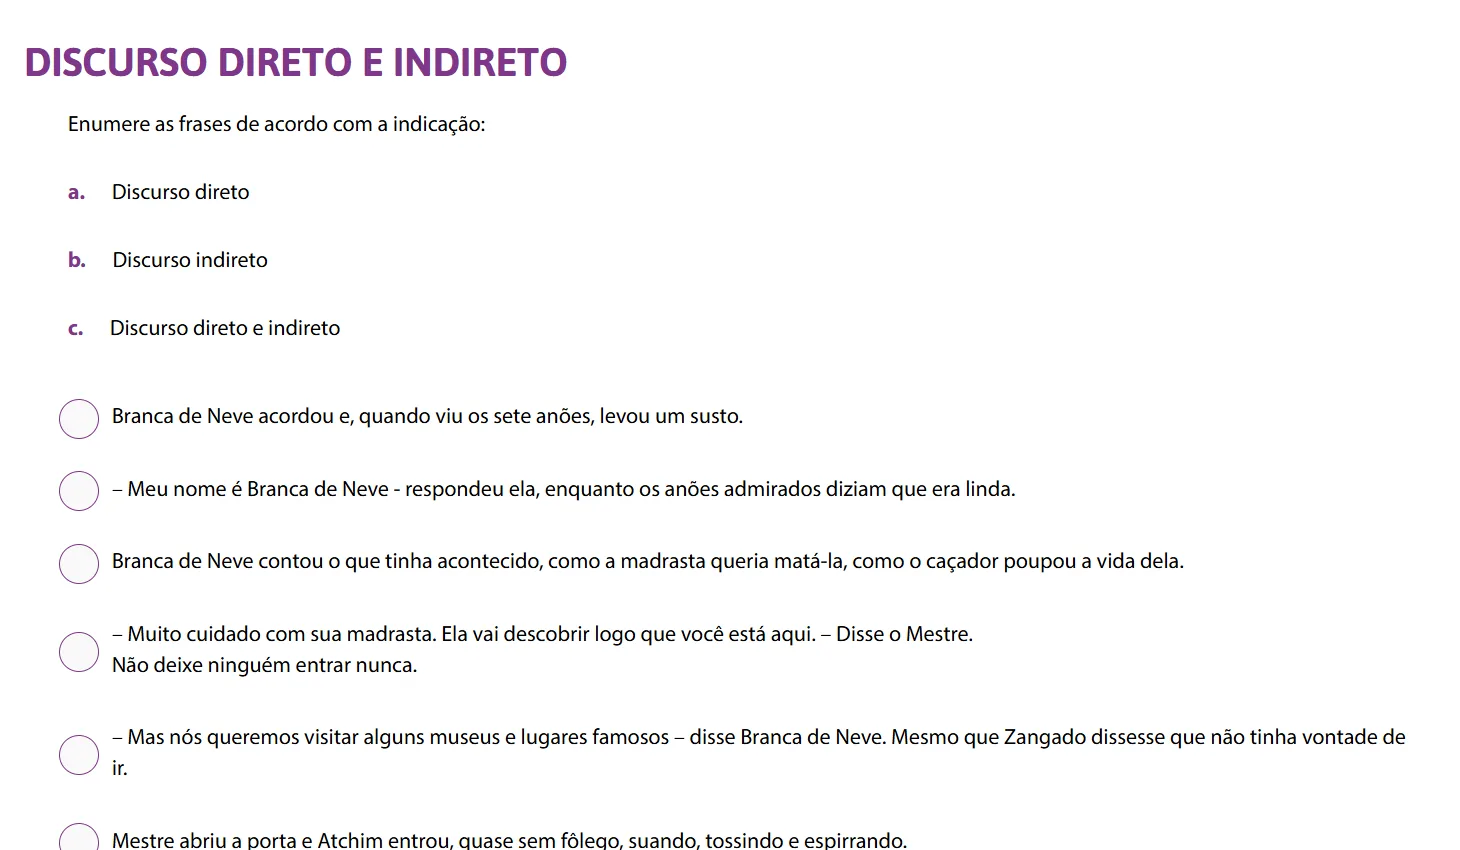 DISCURSO DIRETO E INDIRETO
Enumere as frases de acordo com a indicação:
a. Discurso direto
b. Discurso indireto
c. Discurso direto e indireto
Branca de Neve acordou e, quando viu os sete anões, levou um susto.
– Meu nome é Branca de Neve - respondeu ela, enquanto os anões admirados diziam que era linda.
Branca de Neve contou o que tinha acontecido, como a madrasta queria matá-la, como o caçador poupou a vida dela.
– Muito cuidado com sua madrasta. Ela vai descobrir logo que você está aqui. – Disse o Mestre.
Não deixe ninguém entrar nunca.
– Mas nós queremos visitar alguns museus e lugares famosos – disse Branca de Neve. Mesmo que Zangado dissesse que não tinha vontade de
ir.
Mestre abriu a porta e Atchim entrou, quase sem fôlego, suando, tossindo e espirrando.